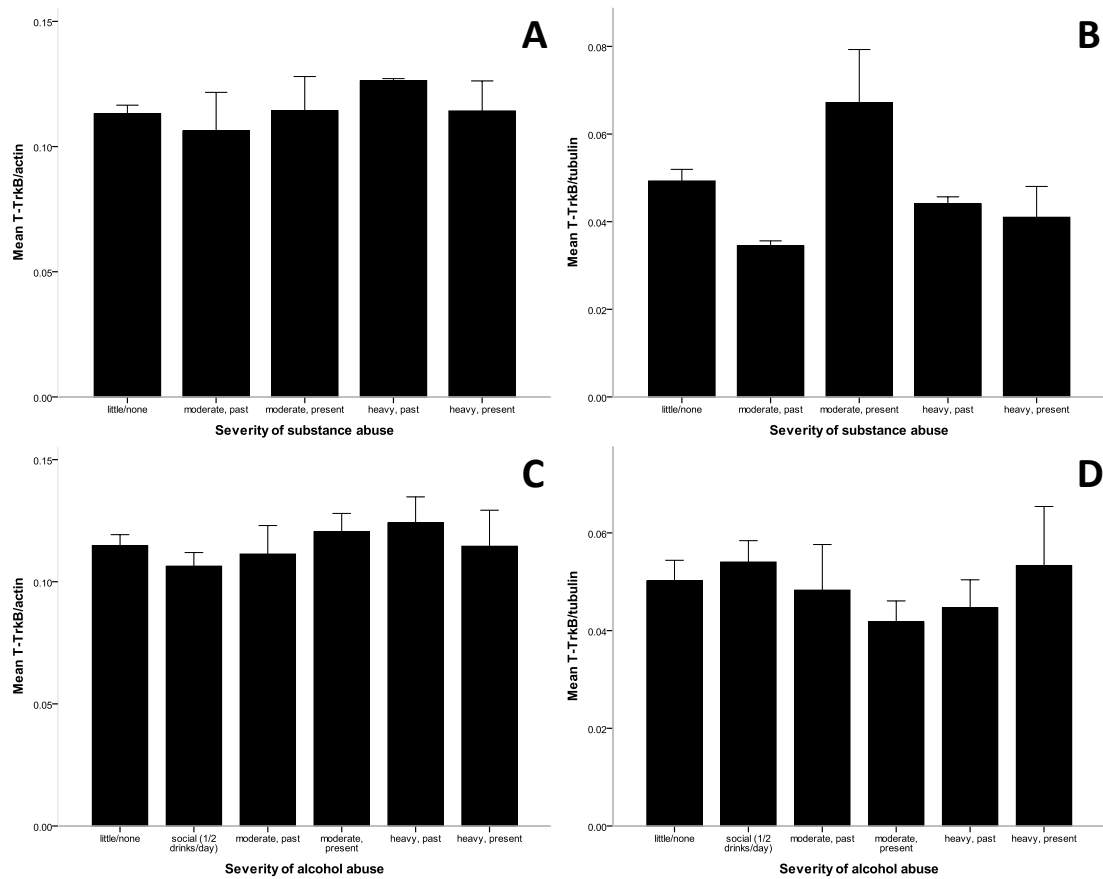 A
Mean T-TrkB/actin
0.15
0.10
0.05
0.00
little/none moderate, past moderate, present heavy, past heavy, present
Severity of substance abuse
B
Mean T-TrkB/tubulin
0.08
0.06
0.04
0.02
0.00
little/none moderate, past moderate, present heavy, past heavy, present
Severity of substance abuse
C
Mean T-TrkB/actin
0.15
0.10
0.05
0.00
little/none social (1/2 moderate, past moderate, heavy, past heavy, present
drinks/day) present
Severity of alcohol abuse
D
Mean T-TrkB/tubulin
0.06
0.04
0.02
0.00
little/none social (1/2 moderate, past moderate, heavy, past heavy, present
drinks/day) present
Severity of alcohol abuse